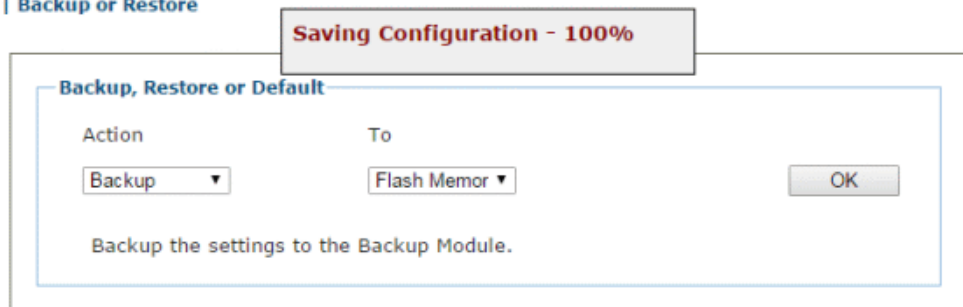 Backup or Restore
Saving Configuration - 100%
Backup, Restore or Default
Action To
Backup Flash Memor OK
Backup the settings to the Backup Module.